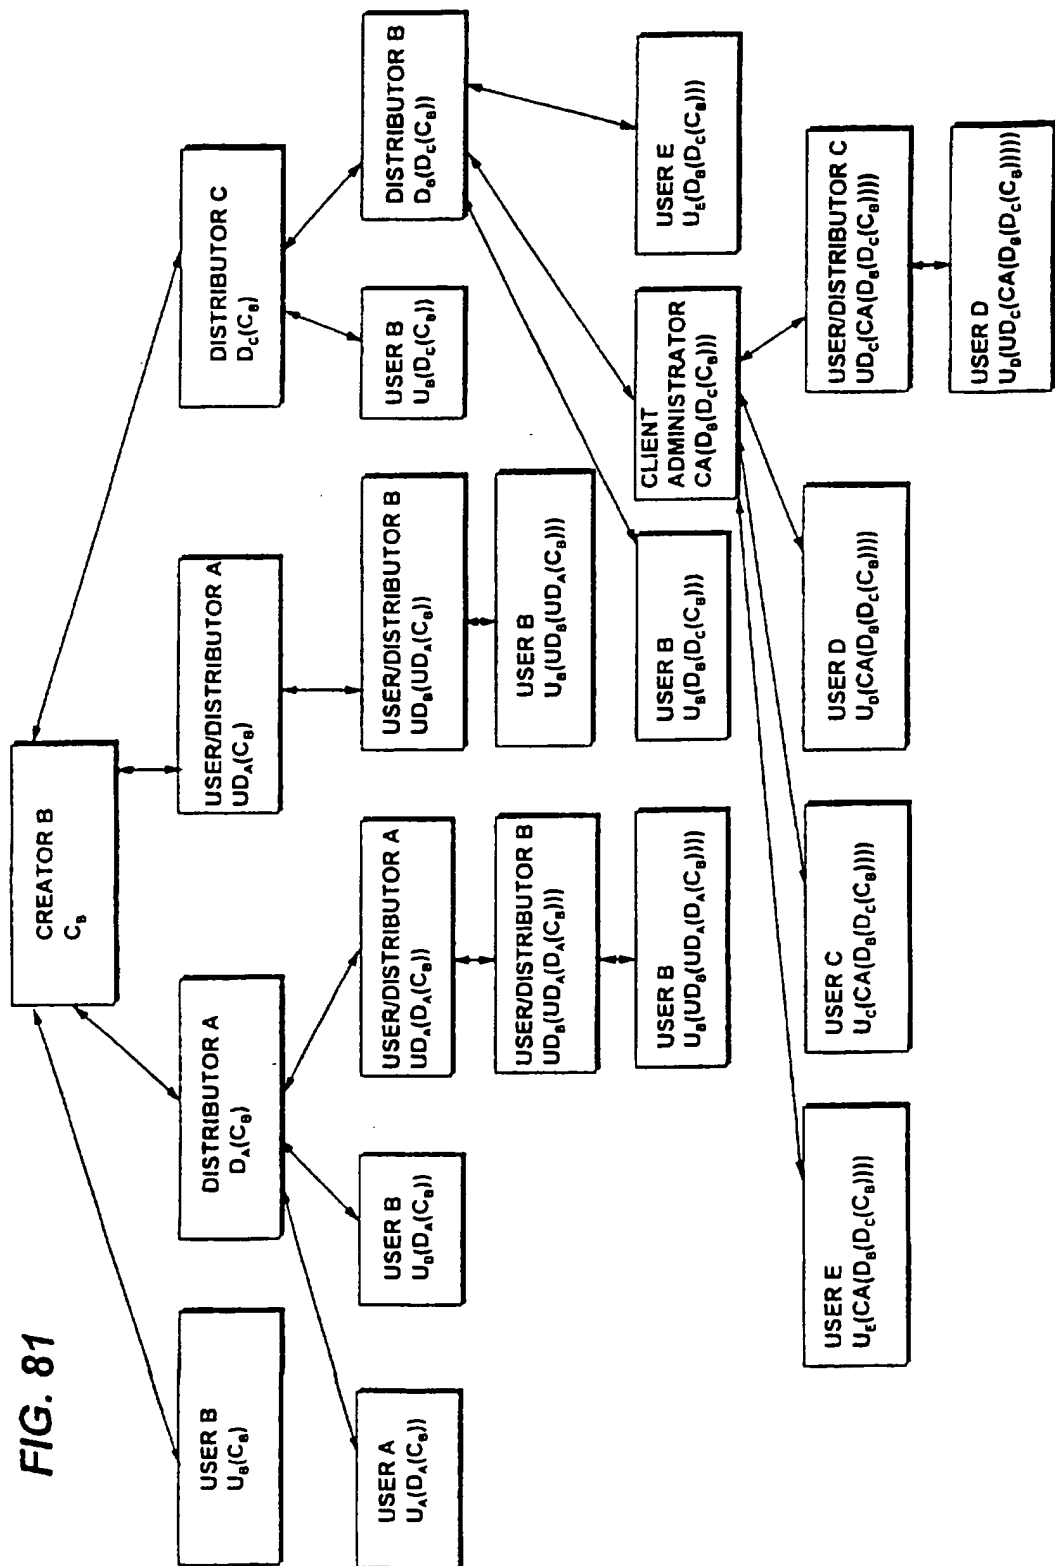 FIG. 81
CREATOR B
C_B
USER B
U_B(C_B)
DISTRIBUTOR A
D_A(C_B)
USER/DISTRIBUTOR A
UD_A(C_B)
DISTRIBUTOR C
D_C(C_B)
USER A
U_A(D_A(C_B))
USER B
U_B(D_A(C_B))
USER/DISTRIBUTOR A
UD_A(D_A(C_B))
USER/DISTRIBUTOR B
UD_B(UD_A(C_B))
USER B
U_B(D_C(C_B))
DISTRIBUTOR B
D_B(D_C(C_B))
USER/DISTRIBUTOR B
UD_B(UD_A(D_A(C_B)))
USER B
U_B(UD_B(UD_A(C_B)))
USER B
U_B(UD_B(UD_A(D_A(C_B))))
USER B
U_B(D_B(D_C(C_B)))
CLIENT
ADMINISTRATOR
CA(D_B(D_C(C_B)))
USER E
U_E(D_B(D_C(C_B)))
USER E
U_E(CA(D_B(D_C(C_B))))
USER C
U_C(CA(D_B(D_C(C_B))))
USER D
U_D(CA(D_B(D_C(C_B))))
USER/DISTRIBUTOR C
UD_C(CA(D_B(D_C(C_B))))
USER D
U_D(UD_C(CA(D_B(D_C(C_B)))))